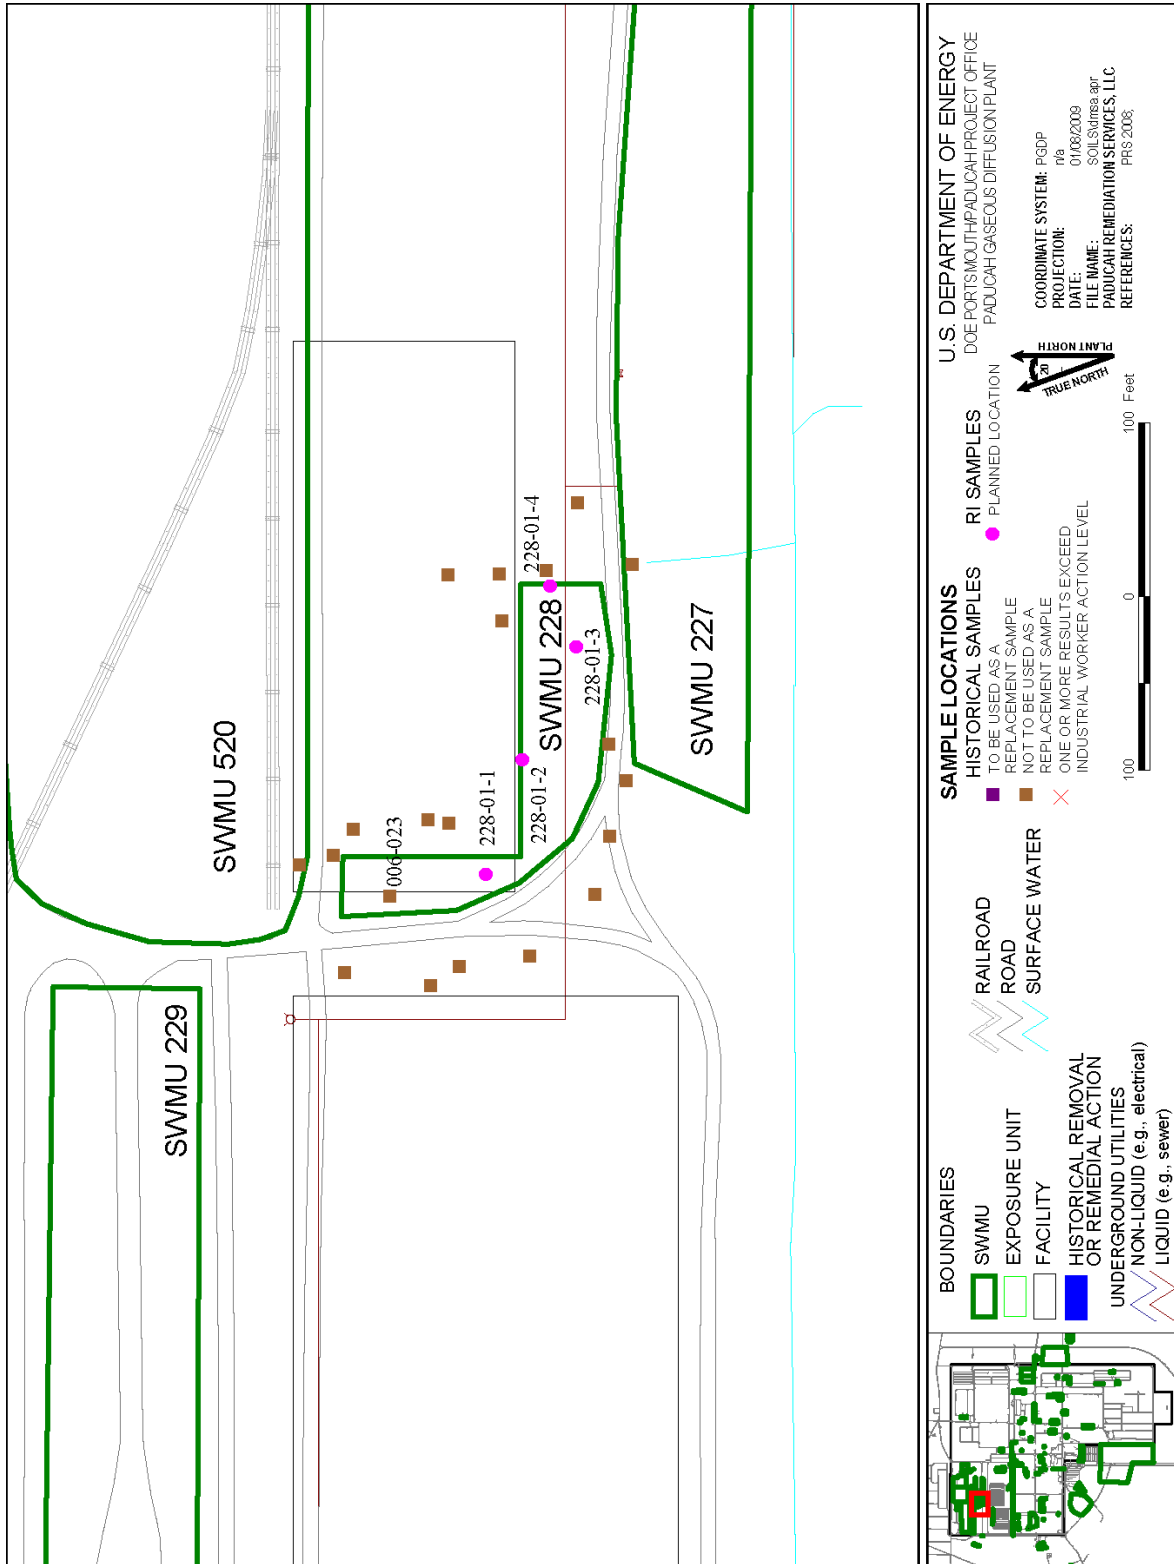 SWMU 229
SWMU 520
006-023
228-01-1
228-01-2
SWMU 228
228-01-3
228-01-4
SWMU 227
BOUNDARIES
SWMU
EXPOSURE UNIT
FACILITY
HISTORICAL REMOVAL
OR REMEDIAL ACTION
UNDERGROUND UTILITIES
NON-LIQUID (e.g., electrical)
LIQUID (e.g., sewer)
RAILROAD
ROAD
SURFACE WATER
SAMPLE LOCATIONS
HISTORICAL SAMPLES
TO BE USED AS A
REPLACEMENT SAMPLE
NOT TO BE USED AS A
REPLACEMENT SAMPLE
ONE OR MORE RESULTS EXCEED
INDUSTRIAL WORKER ACTION LEVEL
RI SAMPLES
PLANNED LOCATION
100 0 100 Feet
20
TRUE NORTH
PLANT NORTH
U.S. DEPARTMENT OF ENERGY
DOE PORTSMOUTH/PADUCAH PROJECT OFFICE
PADUCAH GASEOUS DIFFUSION PLANT
COORDINATE SYSTEM: PGDP
PROJECTION: n/a
DATE: 01/08/2009
FILE NAME: SOILS\dmsa.apr
PADUCAH REMEDIATION SERVICES, LLC
REFERENCES: PRS 2008;